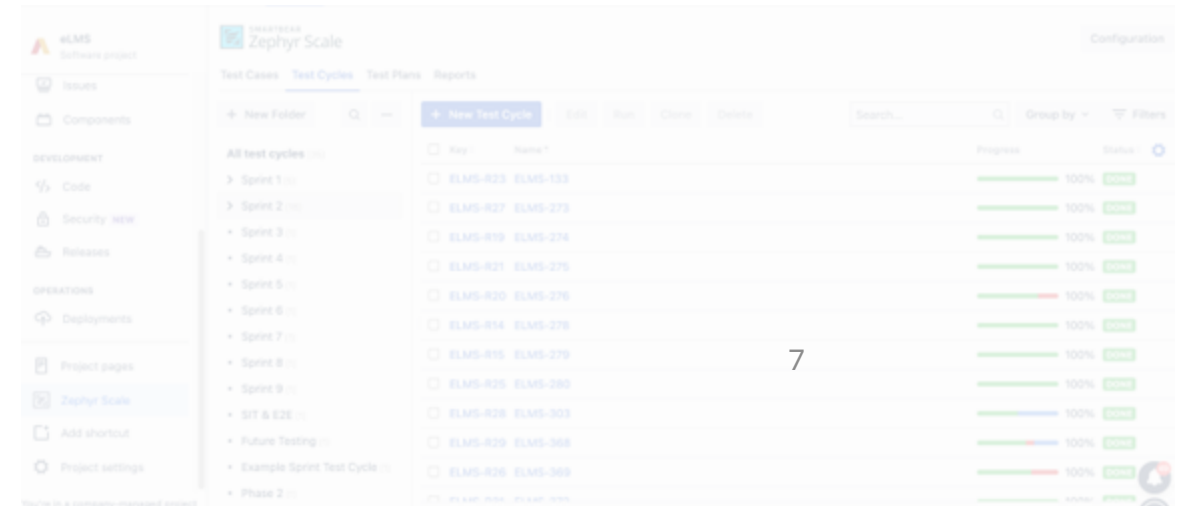 eLMS
Software project
Issues
Components
DEVELOPMENT
Code
Security NEW
Releases
OPERATIONS
Deployments
Project pages
Zephyr Scale
Add shortcut
Project settings
You're in a company-managed project
SMARTBEAR
Zephyr Scale
Configuration
Test Cases Test Cycles Test Plans Reports
+ New Folder
All test cycles
Sprint 1
Sprint 2
Sprint 3
Sprint 4
Sprint 5
Sprint 6
Sprint 7
Sprint 8
Sprint 9
SIT & E2E
Future Testing
Example Sprint Test Cycle
Phase 2
+ New Test Cycle Edit Run Clone Delete Search... Group by Filters
Key Name Progress Status
ELMS-R23 ELMS-133 100% DONE
ELMS-R27 ELMS-273 100% DONE
ELMS-R19 ELMS-274 100% DONE
ELMS-R21 ELMS-275 100% DONE
ELMS-R20 ELMS-276 100% DONE
ELMS-R14 ELMS-278 100% DONE
ELMS-R15 ELMS-279 100% DONE
7
ELMS-R25 ELMS-280 100% DONE
ELMS-R28 ELMS-303 100% DONE
ELMS-R29 ELMS-368 100% DONE
ELMS-R26 ELMS-369 100% DONE